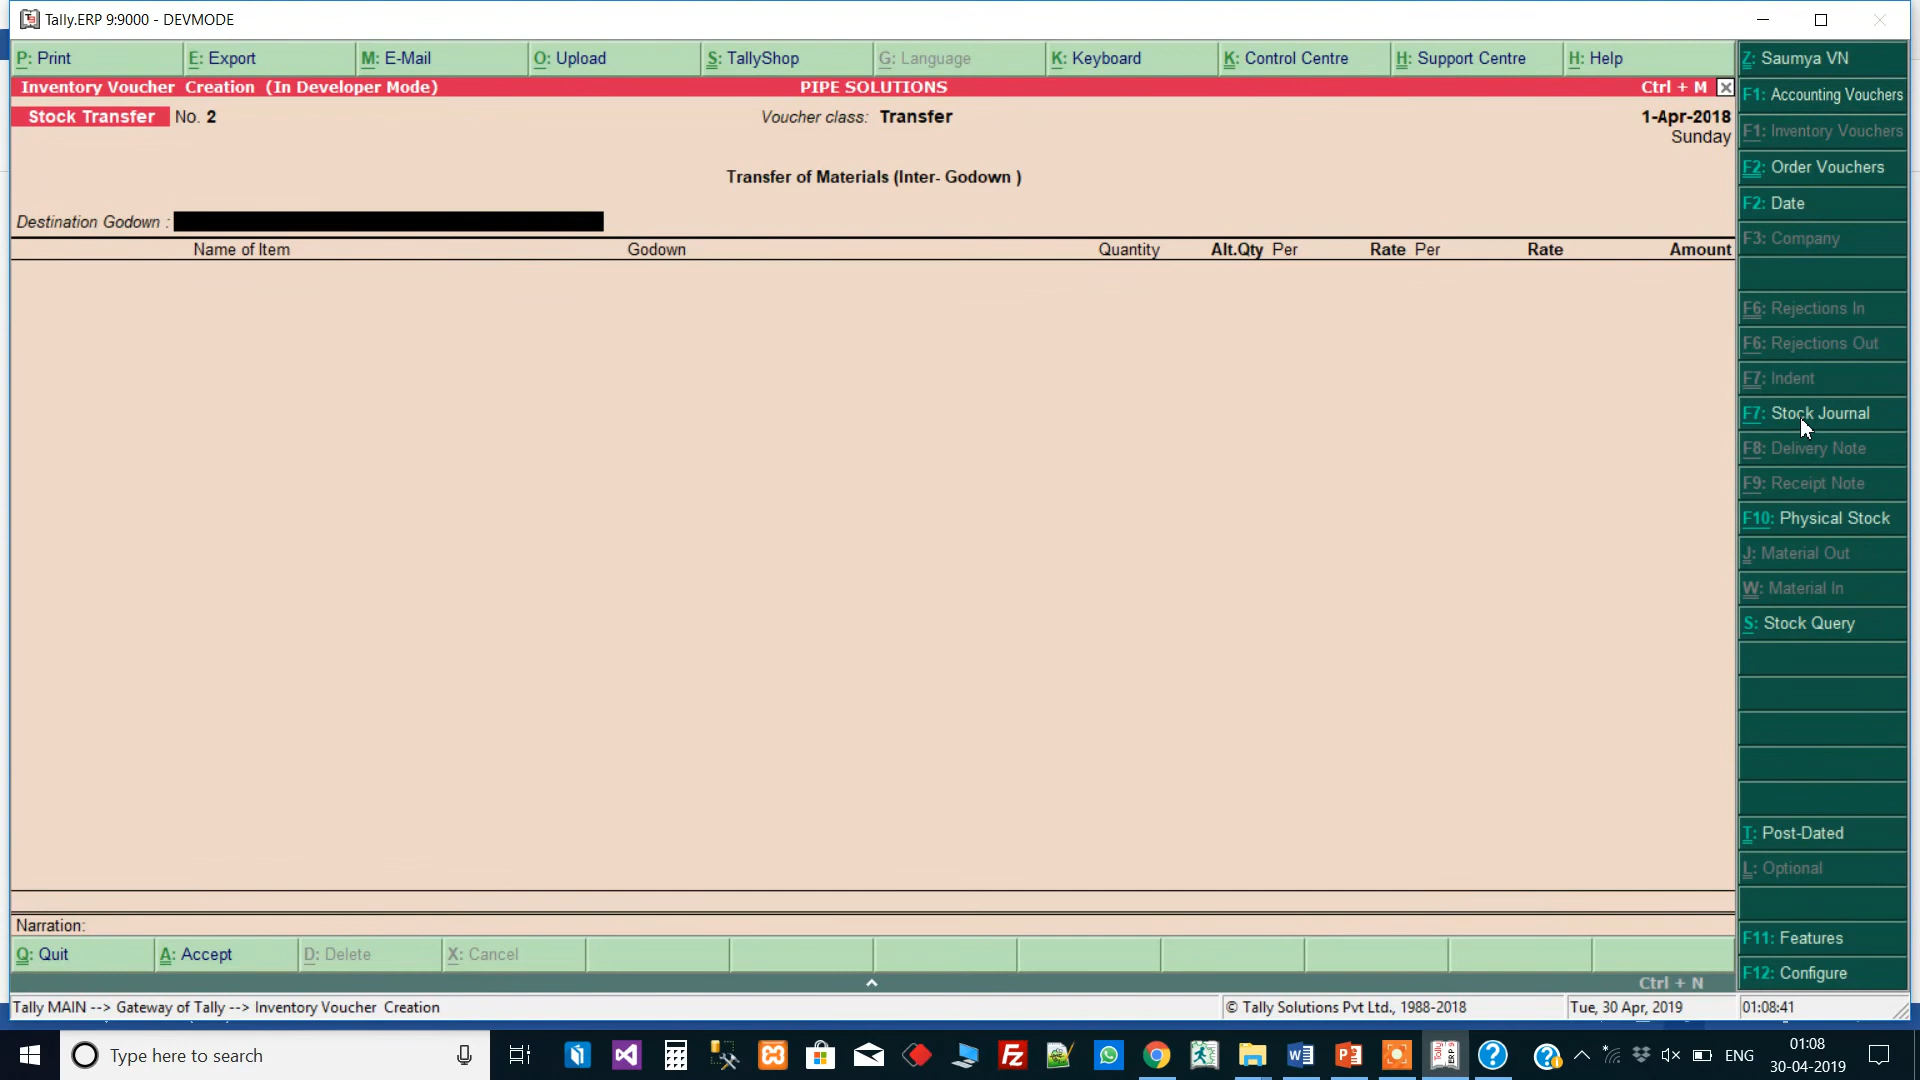 Tally.ERP 9:9000 - DEVMODE
P: Print E: Export M: E-Mail O: Upload S: TallyShop G: Language K: Keyboard K: Control Centre H: Support Centre H: Help
Inventory Voucher Creation (In Developer Mode) PIPE SOLUTIONS Ctrl + M
Stock Transfer No. 2 Voucher class: Transfer 1-Apr-2018
Sunday
Transfer of Materials (Inter- Godown )
Destination Godown :
Name of Item Godown Quantity Alt.Qty Per Rate Per Rate Amount
Narration:
Q: Quit A: Accept D: Delete X: Cancel
Ctrl + N
Z: Saumya VN
F1: Accounting Vouchers
F1: Inventory Vouchers
F2: Order Vouchers
F2: Date
F3: Company
F6: Rejections In
F6: Rejections Out
F7: Indent
F7: Stock Journal
F8: Delivery Note
F9: Receipt Note
F10: Physical Stock
J: Material Out
W: Material In
S: Stock Query
T: Post-Dated
L: Optional
F11: Features
F12: Configure
Tally MAIN --> Gateway of Tally --> Inventory Voucher Creation © Tally Solutions Pvt Ltd., 1988-2018 Tue, 30 Apr, 2019 01:08:41
Type here to search
ENG
01:08
30-04-2019